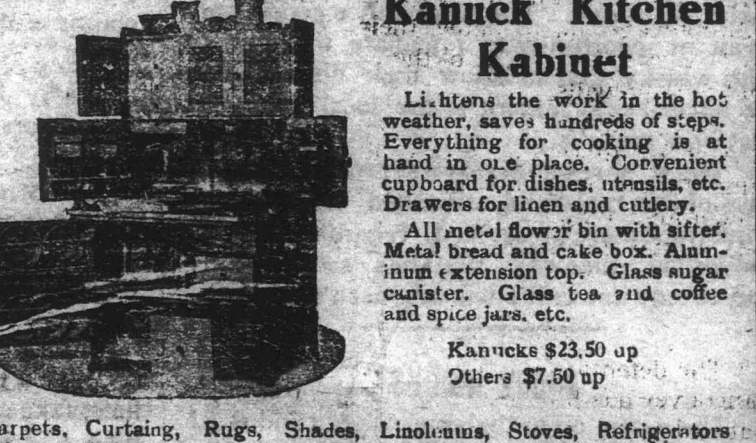 Kanuck Kitchen
Kabinet
Lightens the work in the hot
weather, saves hundreds of steps.
Everything for cooking is at
hand in one place. Convenient
cupboard for dishes, utensils, etc.
Drawers for linen and cutlery.
All metal flower bin with sifter.
Metal bread and cake box. Alum-
inum extension top. Glass sugar
canister. Glass tea and coffee
and spice jars, etc.
Kanucks $23.50 up
Others $7.50 up
arpets, Curtaing, Rugs, Shades, Linoleums, Stoves, Refrigerators